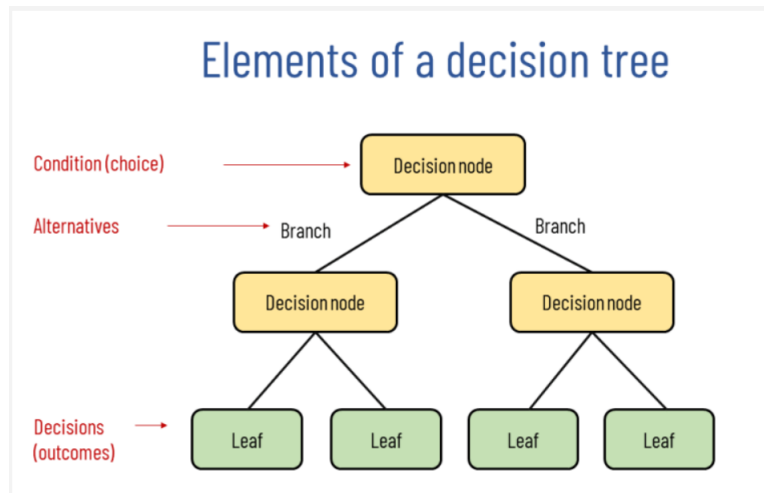 Elements of a decision tree
Condition (choice)
Decision node
Alternatives
Branch
Branch
Decision node
Decision node
Decisions
(outcomes)
Leaf
Leaf
Leaf
Leaf